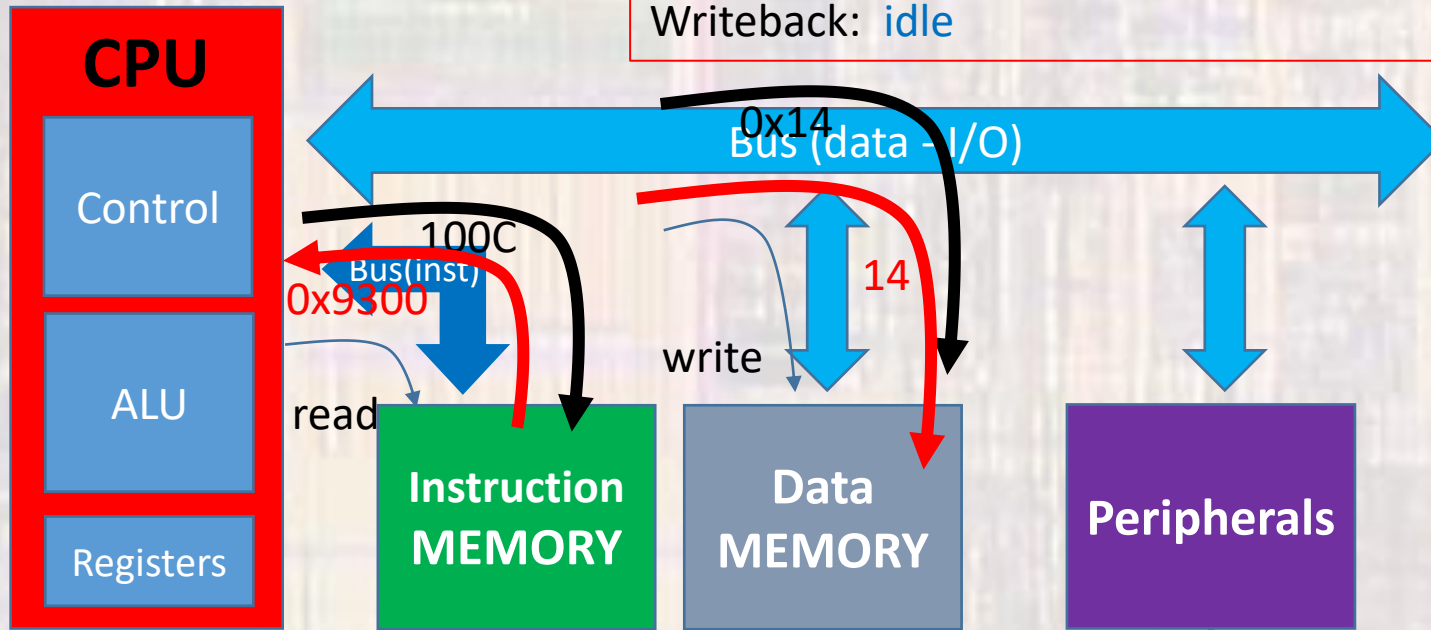 Writeback: idle
CPU
Control
ALU
Registers
0x14
Bus (data - I/O)
100C
Bus(inst)
0x9300
read
14
write
Instruction
MEMORY
Data
MEMORY
Peripherals